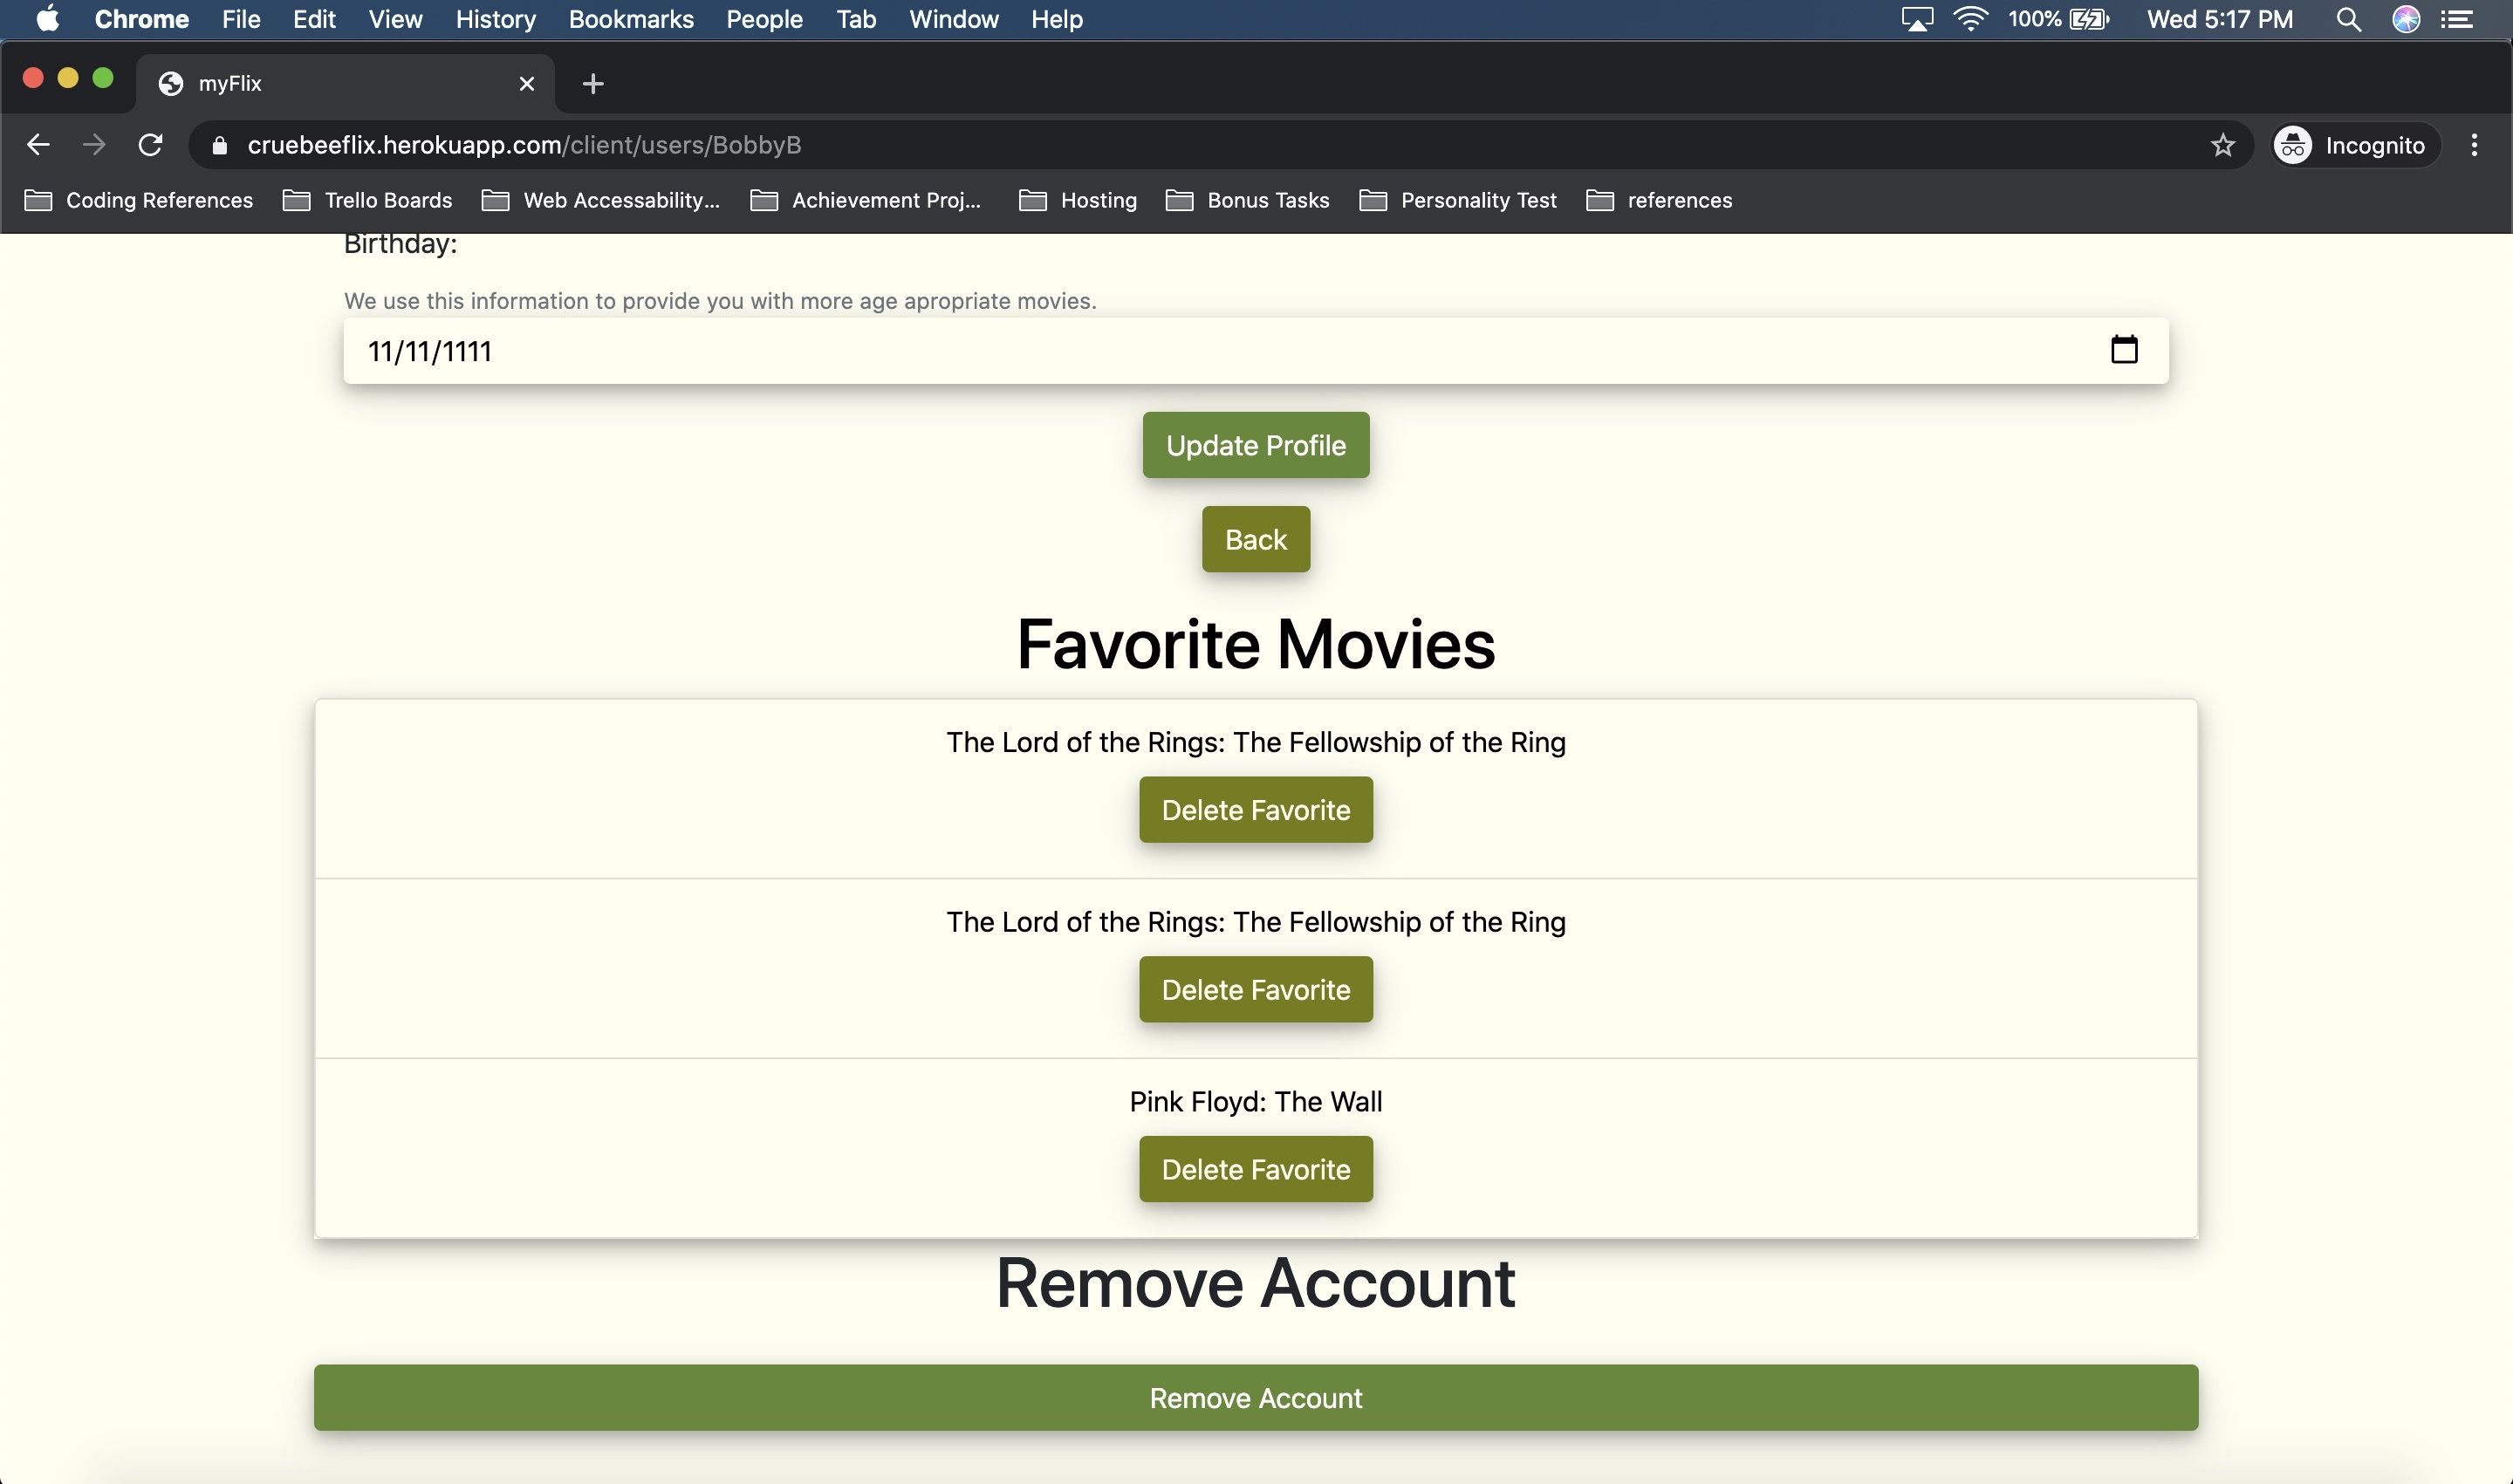 Chrome File Edit View History Bookmarks People Tab Window Help 100% Wed 5:17 PM
myFlix
cruebeeflix.herokuapp.com/client/users/BobbyB Incognito
Coding References Trello Boards Web Accessability... Achievement Proj... Hosting Bonus Tasks Personality Test references
Birthday:
We use this information to provide you with more age apropriate movies.
11/11/1111
Update Profile
Back
Favorite Movies
The Lord of the Rings: The Fellowship of the Ring
Delete Favorite
The Lord of the Rings: The Fellowship of the Ring
Delete Favorite
Pink Floyd: The Wall
Delete Favorite
Remove Account
Remove Account